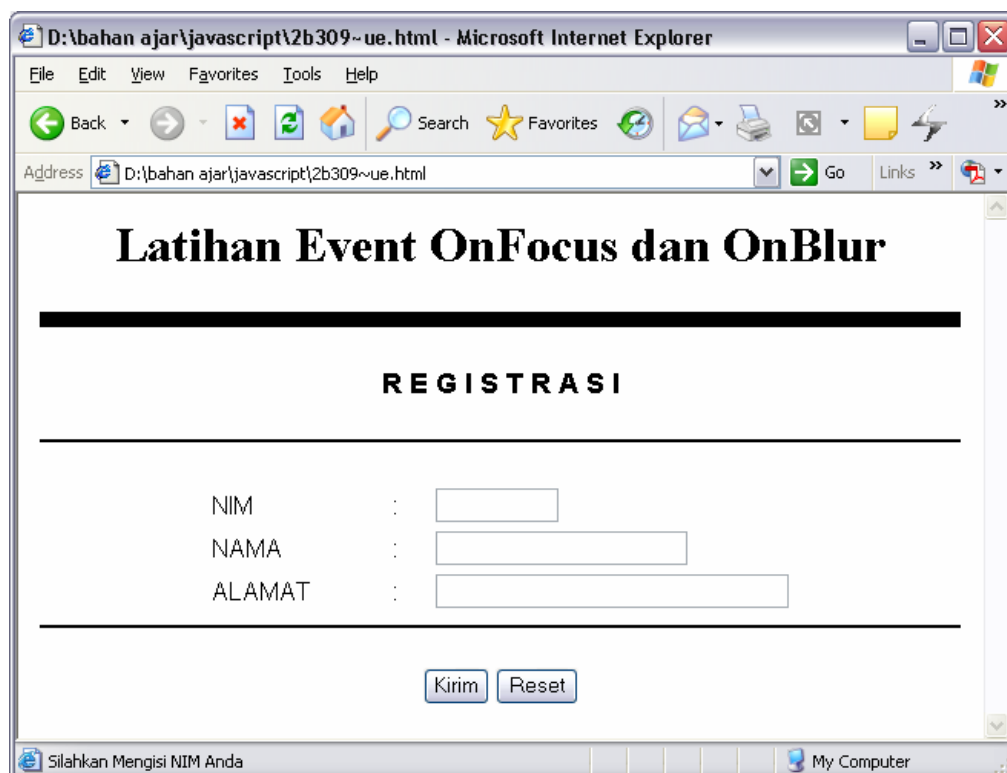 D:\bahan ajar\javascript\2b309~ue.html - Microsoft Internet Explorer
File Edit View Favorites Tools Help
Back Search Favorites
Address D:\bahan ajar\javascript\2b309~ue.html Go Links
Latihan Event OnFocus dan OnBlur
R E G I S T R A S I
NIM :
NAMA :
ALAMAT :
Kirim Reset
Silahkan Mengisi NIM Anda My Computer